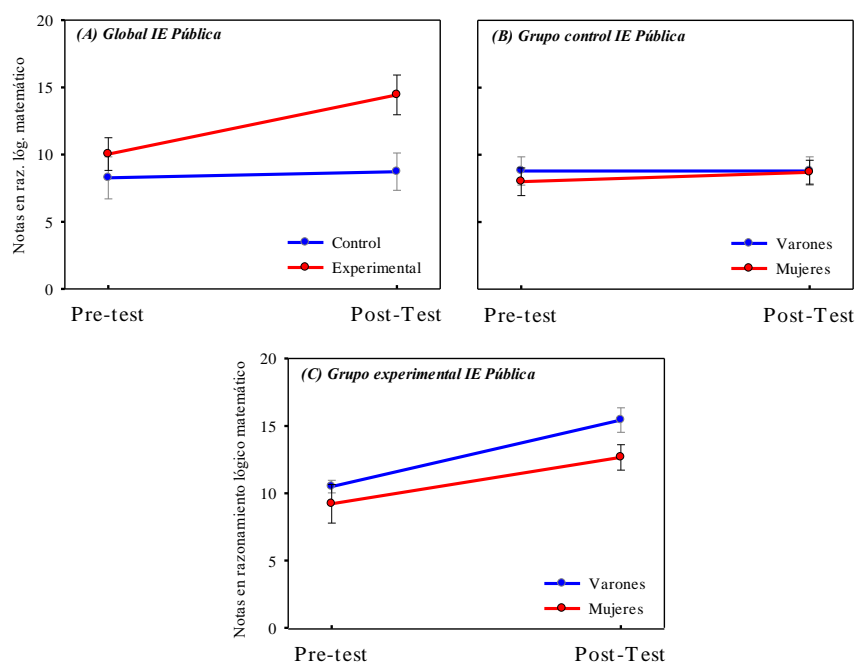 20
15
10
5
0
Notas en raz. lóg. matemático
(A) Global IE Pública
Control
Experimental
Pre-test
Post-Test
(B) Grupo control IE Pública
Varones
Mujeres
Pre-test
Post-Test
20
15
10
5
0
Notas en razonamiento lógico matemático
(C) Grupo experimental IE Pública
Varones
Mujeres
Pre-test
Post-Test